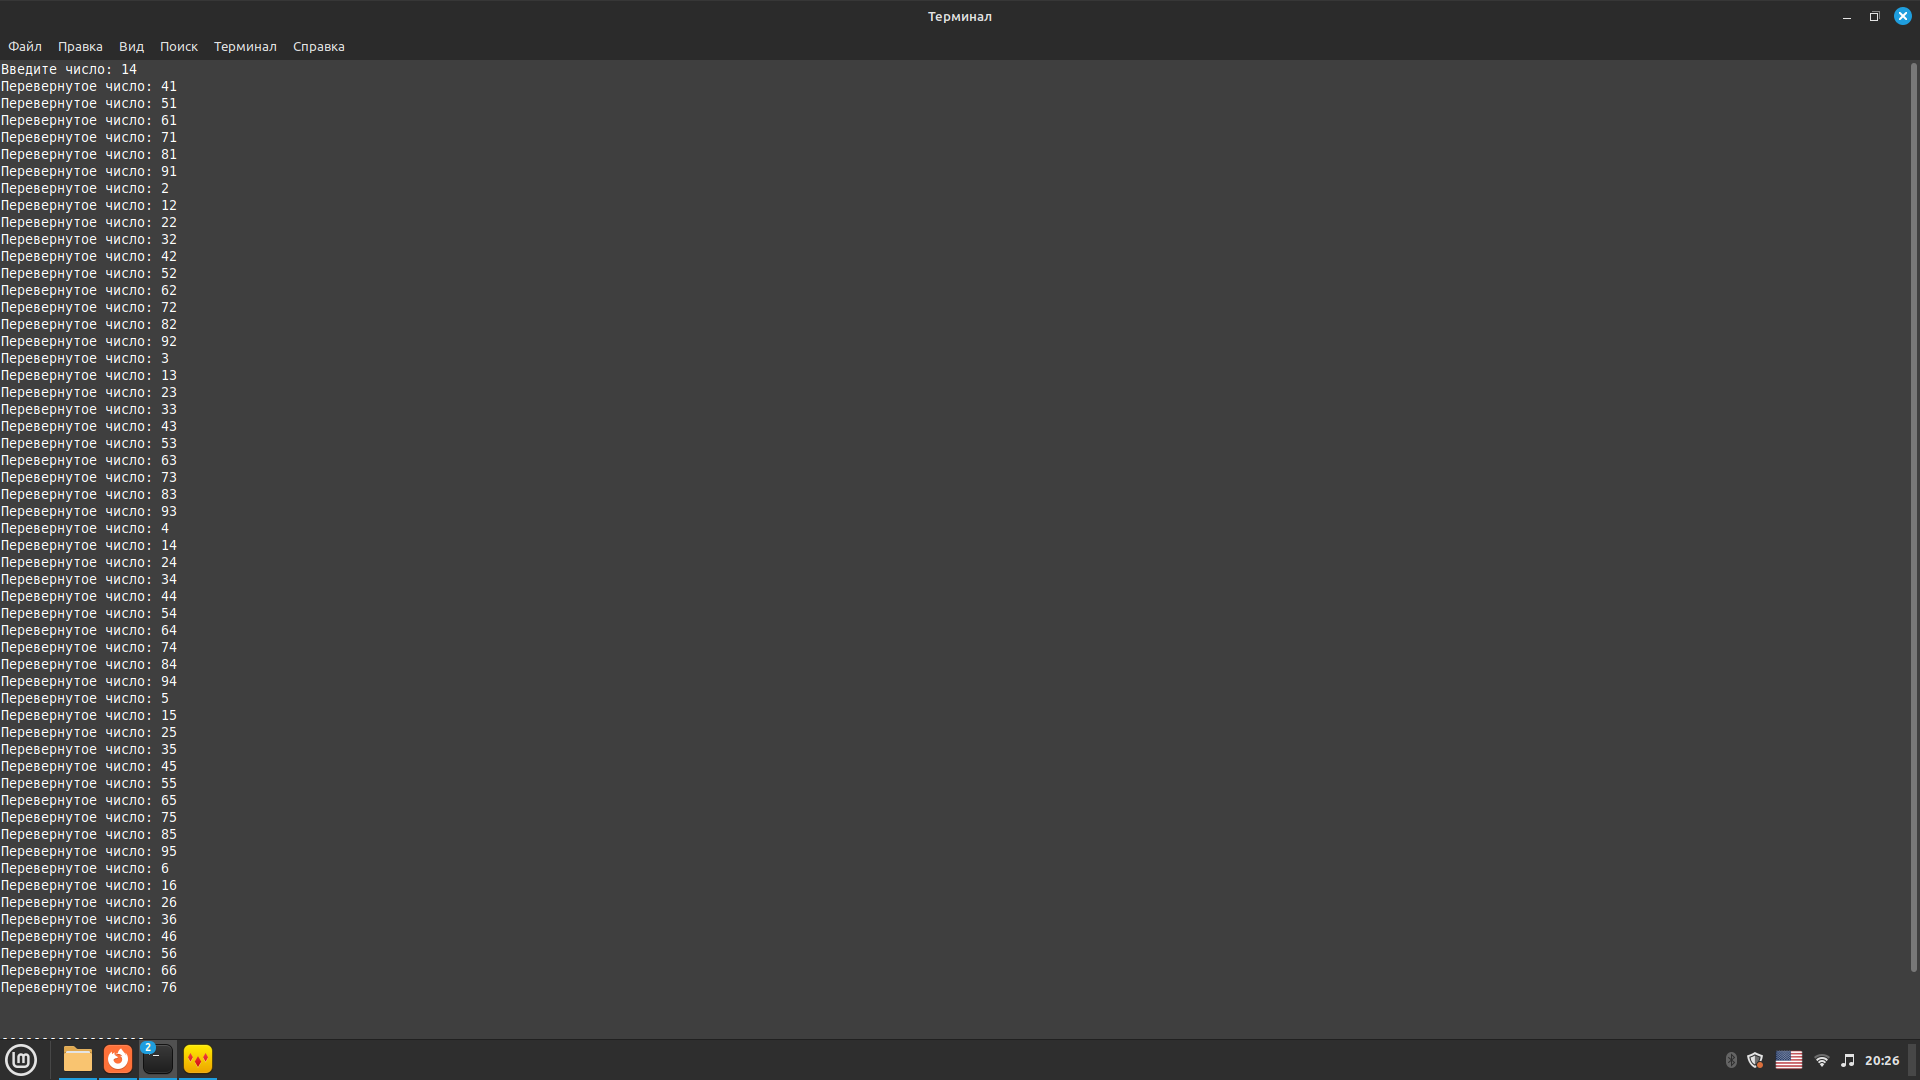 Терминал
Файл Правка Вид Поиск Терминал Справка
Введите число: 14
Перевернутое число: 41
Перевернутое число: 51
Перевернутое число: 61
Перевернутое число: 71
Перевернутое число: 81
Перевернутое число: 91
Перевернутое число: 2
Перевернутое число: 12
Перевернутое число: 22
Перевернутое число: 32
Перевернутое число: 42
Перевернутое число: 52
Перевернутое число: 62
Перевернутое число: 72
Перевернутое число: 82
Перевернутое число: 92
Перевернутое число: 3
Перевернутое число: 13
Перевернутое число: 23
Перевернутое число: 33
Перевернутое число: 43
Перевернутое число: 53
Перевернутое число: 63
Перевернутое число: 73
Перевернутое число: 83
Перевернутое число: 93
Перевернутое число: 4
Перевернутое число: 14
Перевернутое число: 24
Перевернутое число: 34
Перевернутое число: 44
Перевернутое число: 54
Перевернутое число: 64
Перевернутое число: 74
Перевернутое число: 84
Перевернутое число: 94
Перевернутое число: 5
Перевернутое число: 15
Перевернутое число: 25
Перевернутое число: 35
Перевернутое число: 45
Перевернутое число: 55
Перевернутое число: 65
Перевернутое число: 75
Перевернутое число: 85
Перевернутое число: 95
Перевернутое число: 6
Перевернутое число: 16
Перевернутое число: 26
Перевернутое число: 36
Перевернутое число: 46
Перевернутое число: 56
Перевернутое число: 66
Перевернутое число: 76
2
20:26